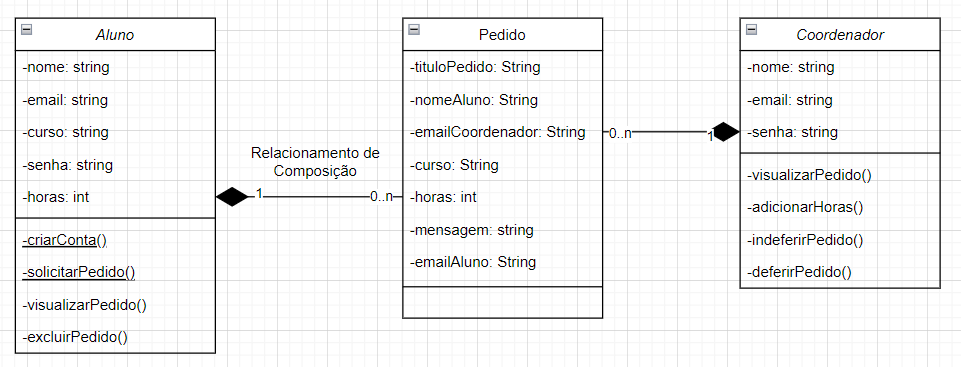 Aluno
-nome: string
-email: string
-curso: string
-senha: string
-horas: int
-criarConta()
-solicitarPedido()
-visualizarPedido()
-excluirPedido()
Relacionamento de
Composição
1
0..n
Pedido
-tituloPedido: String
-nomeAluno: String
-emailCoordenador: String
-curso: String
-horas: int
-mensagem: string
-emailAluno: String
0..n
1
Coordenador
-nome: string
-email: string
-senha: string
-visualizarPedido()
-adicionarHoras()
-indeferirPedido()
-deferirPedido()